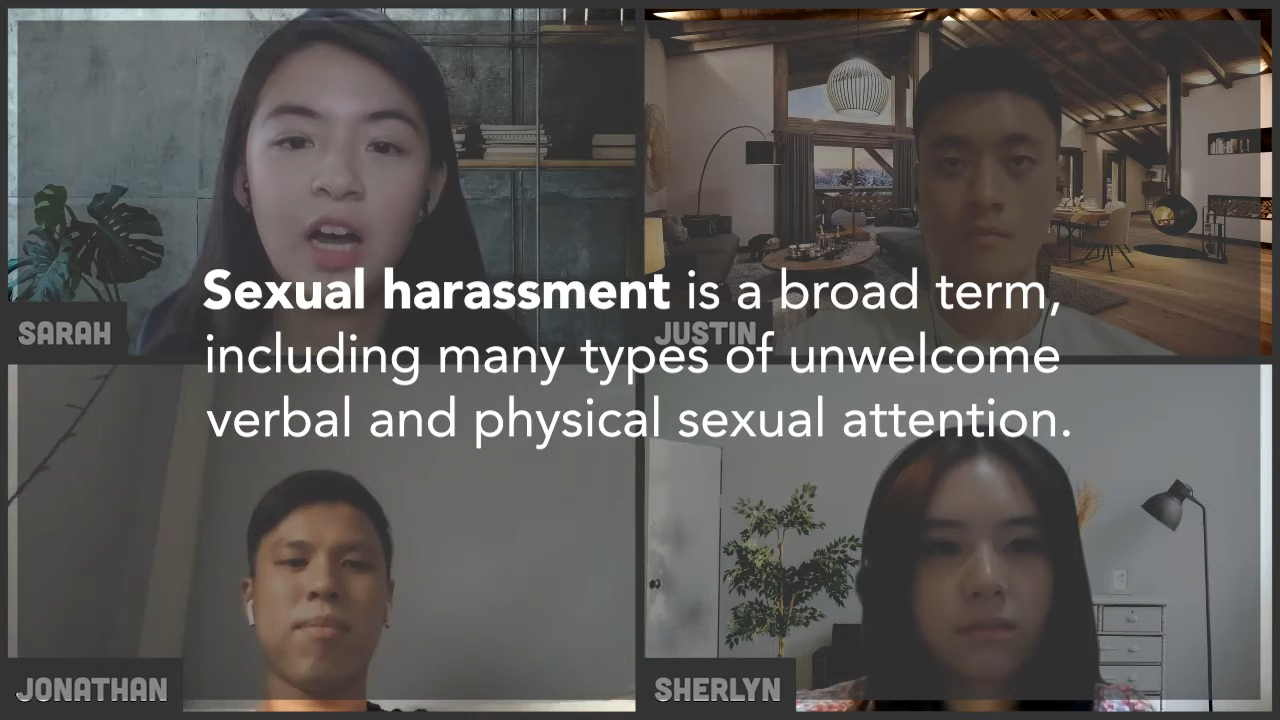 SARAH
JUSTIN
Sexual harassment is a broad term,
including many types of unwelcome
verbal and physical sexual attention.
JONATHAN
SHERLYN